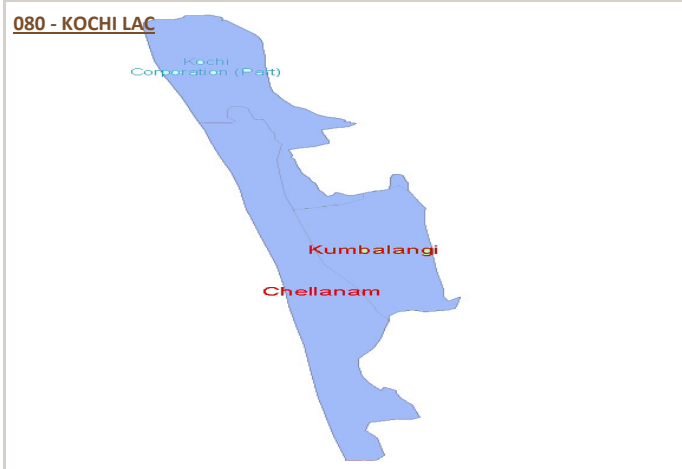 080 - KOCHI LAC
Kochi
Corporation (Part)
Kumbalangi
Chellanam